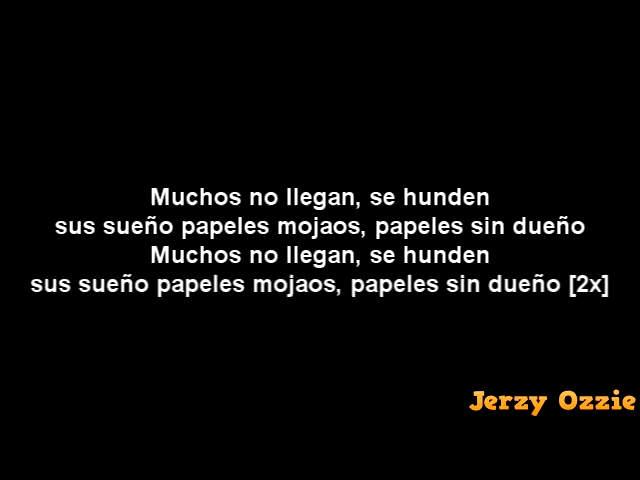 Muchos no llegan, se hunden
sus sueño papeles mojaos, papeles sin dueño
Muchos no llegan, se hunden
sus sueño papeles mojaos, papeles sin dueño [2x]
Jerzy Ozzie